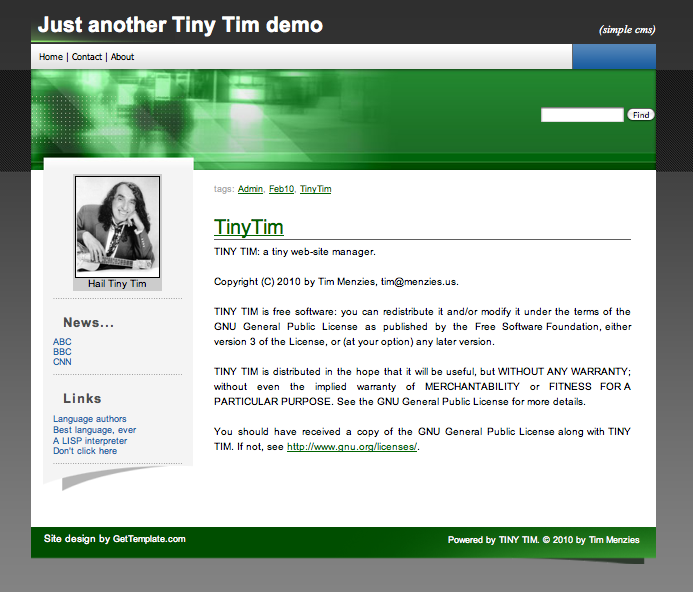 Just another Tiny Tim demo
(simple cms)
Home | Contact | About
Find
Hail Tiny Tim
News...
ABC
BBC
CNN
Links
Language authors
Best language, ever
A LISP interpreter
Don't click here
tags: Admin, Feb10, TinyTim
TinyTim
TINY TIM: a tiny web-site manager.
Copyright (C) 2010 by Tim Menzies, tim@menzies.us.
TINY TIM is free software: you can redistribute it and/or modify it under the terms of the
GNU General Public License as published by the Free Software Foundation, either
version 3 of the License, or (at your option) any later version.
TINY TIM is distributed in the hope that it will be useful, but WITHOUT ANY WARRANTY;
without even the implied warranty of MERCHANTABILITY or FITNESS FOR A
PARTICULAR PURPOSE. See the GNU General Public License for more details.
You should have received a copy of the GNU General Public License along with TINY
TIM. If not, see http://www.gnu.org/licenses/.
Site design by GetTemplate.com
Powered by TINY TIM. © 2010 by Tim Menzies